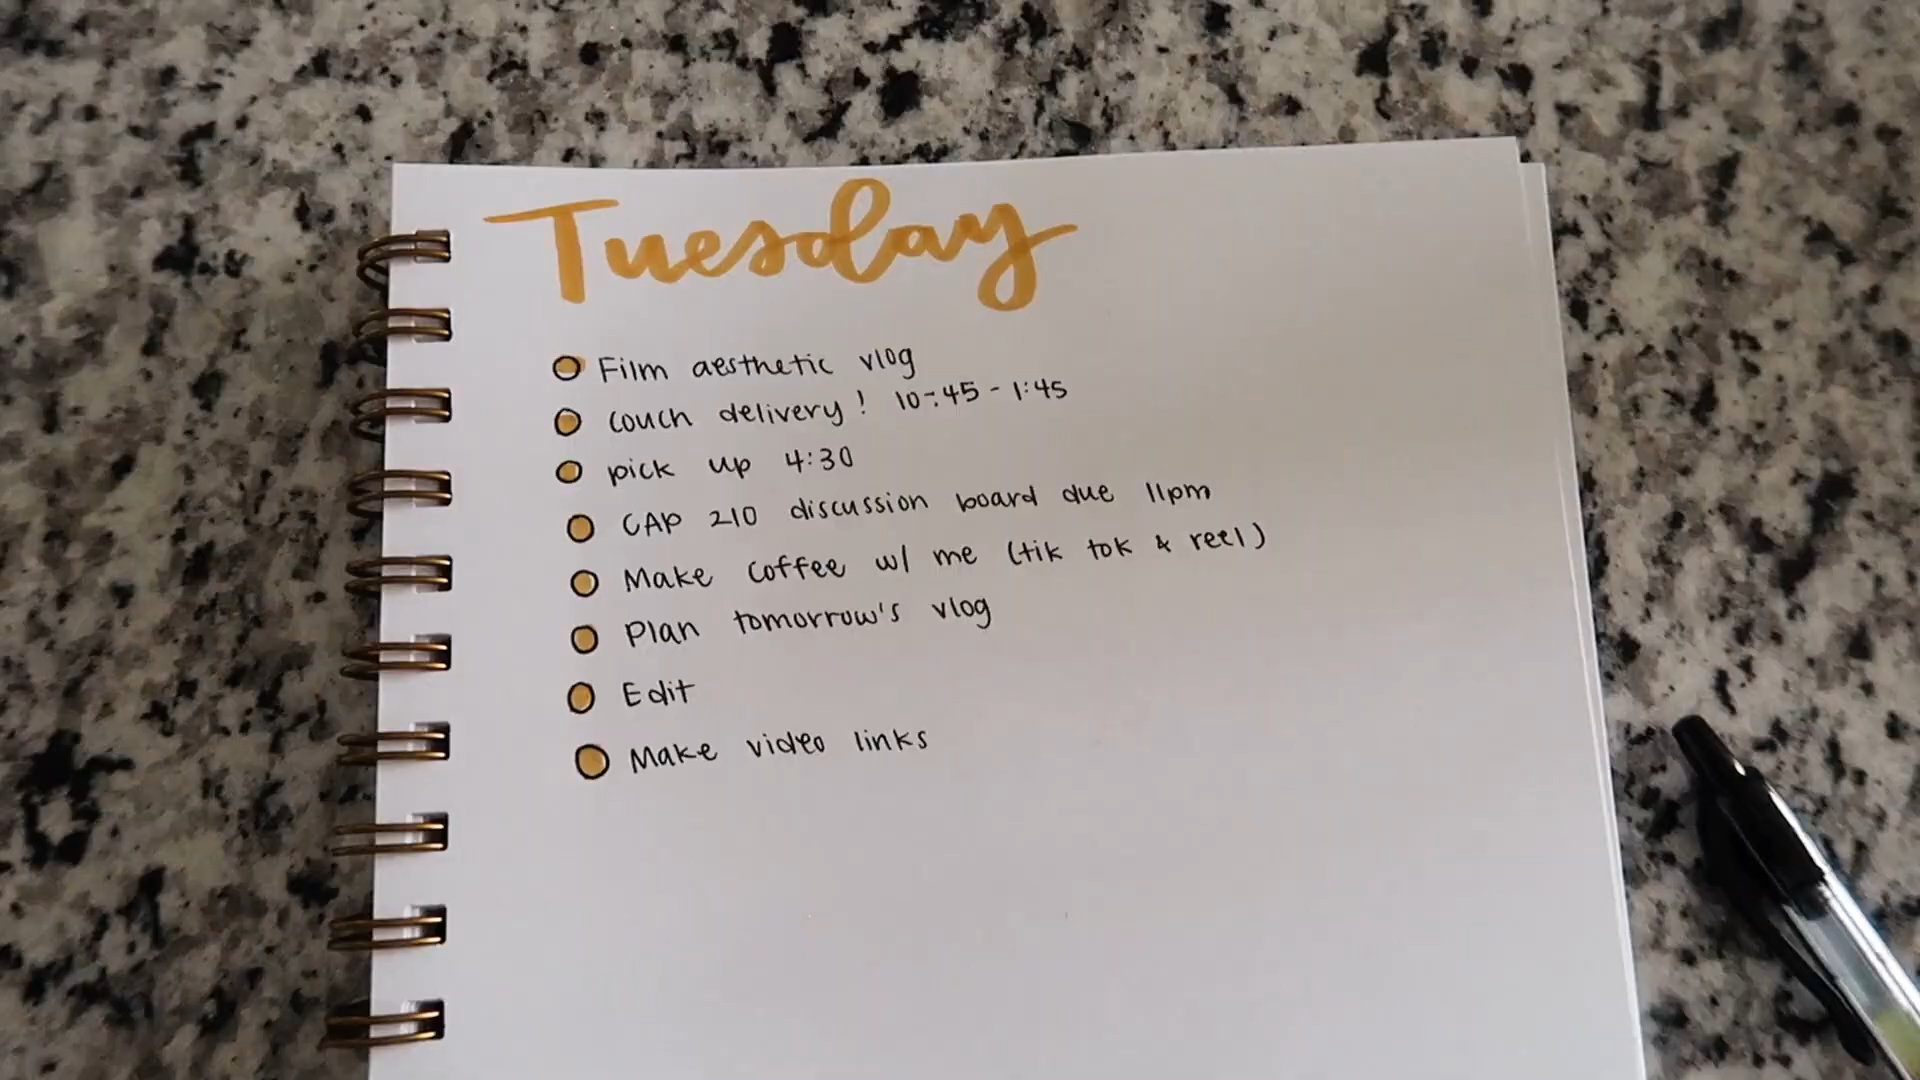 Tuesday
Film aesthetic vlog
couch delivery! 10:45 - 1:45
pick up 4:30
CAP 210 discussion board due 11pm
Make coffee w/ me (tik tok & reel)
Plan tomorrow's vlog
Edit
Make video links